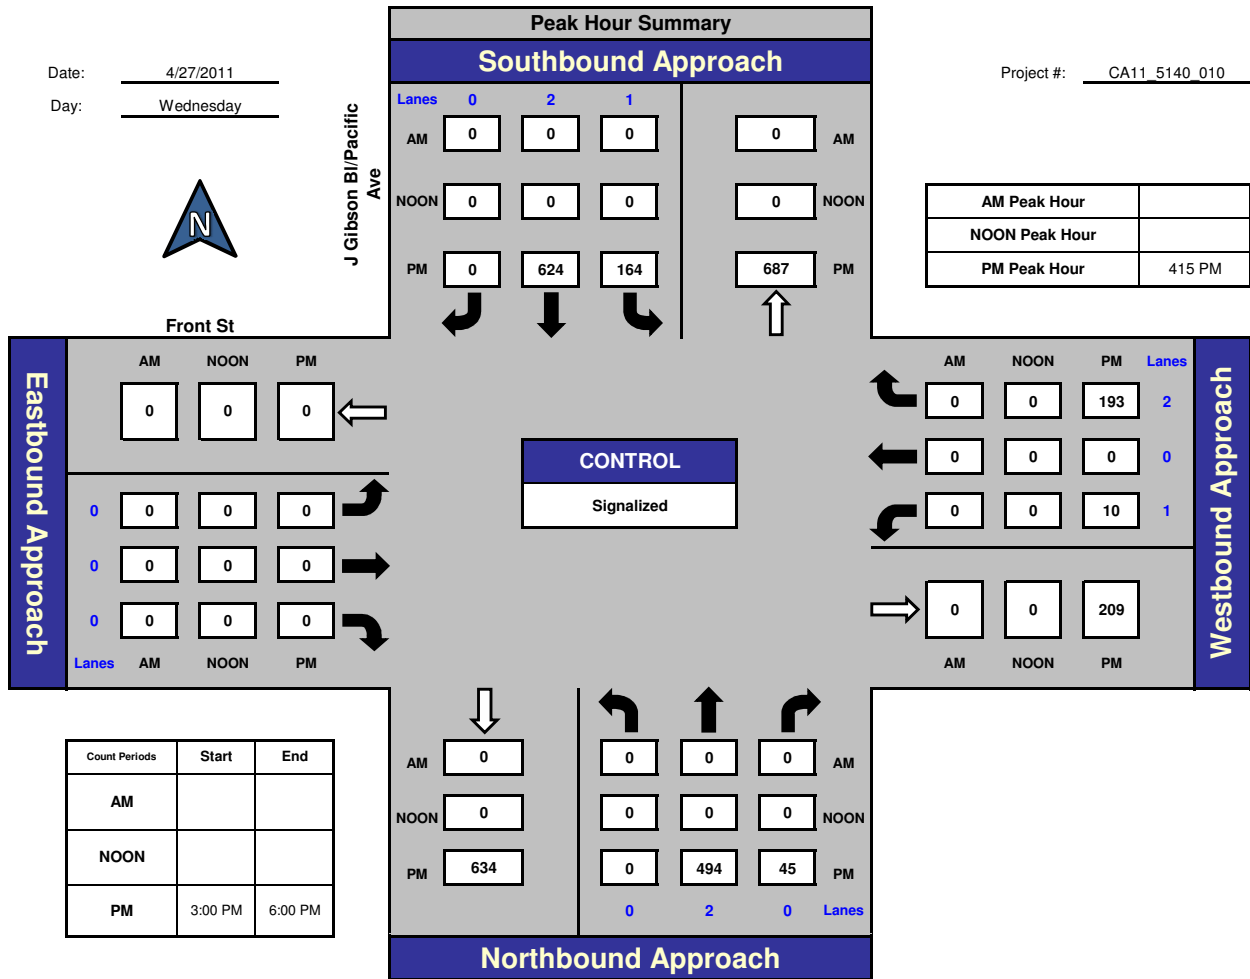 Peak Hour Summary
Southbound Approach
Date: 4/27/2011
Day: Wednesday
Project #: CA11_5140_010
J Gibson Bl/Pacific
Ave
Lanes 0 2 1
AM 0 0 0 0 AM
NOON 0 0 0 0 NOON
PM 0 624 164 687 PM
N
AM Peak Hour
NOON Peak Hour
PM Peak Hour 415 PM
Front St
Eastbound Approach
AM NOON PM
0 0 0
0 0 0 0
0 0 0 0
0 0 0 0
Lanes AM NOON PM
CONTROL
Signalized
AM NOON PM Lanes
0 0 193 2
0 0 0 0
0 0 10 1
0 0 209
AM NOON PM
Westbound Approach
Count Periods Start End
AM
NOON
PM 3:00 PM 6:00 PM
AM 0 0 0 0 AM
NOON 0 0 0 0 NOON
PM 634 0 494 45 PM
0 2 0 Lanes
Northbound Approach